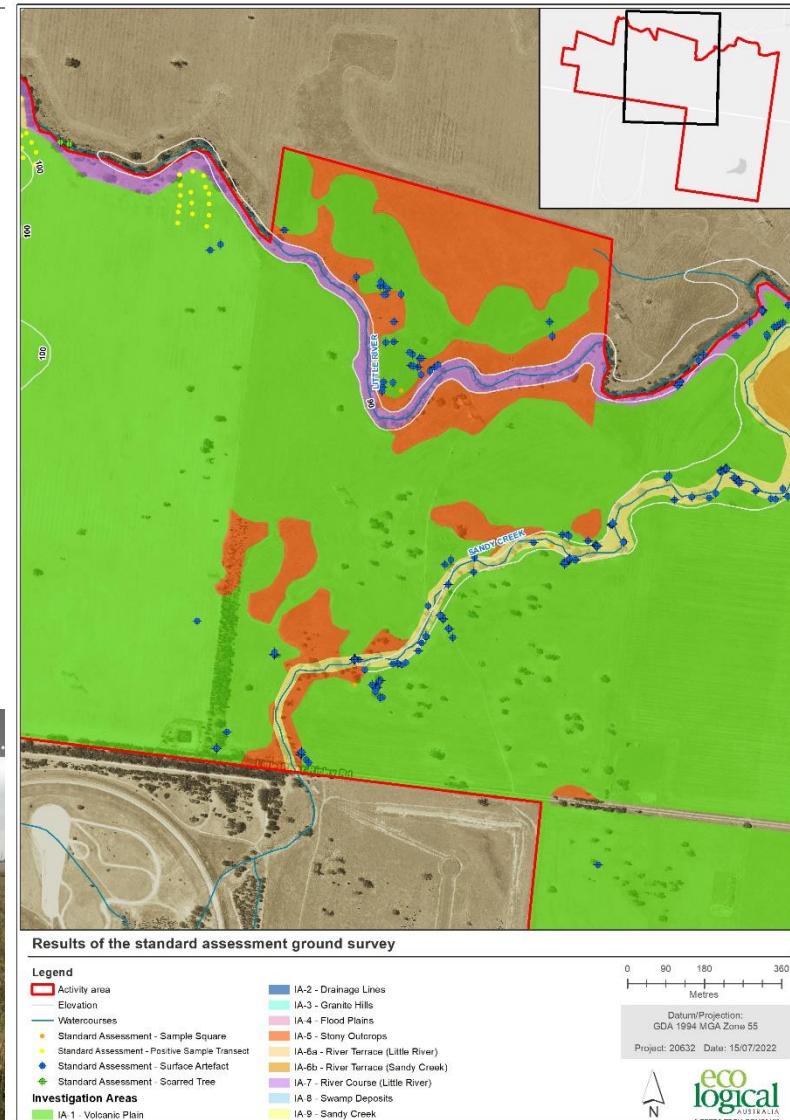 100
100
100
LITTLE RIVER
90
SANDY CREEK
Results of the standard assessment ground survey
Legend
Activity area
Elevation
Watercourses
Standard Assessment - Sample Square
Standard Assessment - Positive Sample Transect
Standard Assessment - Surface Artefact
Standard Assessment - Scarred Tree
Investigation Areas
IA-1 - Volcanic Plain
IA-2 - Drainage Lines
IA-3 - Granite Hills
IA-4 - Flood Plains
IA-5 - Stony Outcrops
IA-6a - River Terrace (Little River)
IA-6b - River Terrace (Sandy Creek)
IA-7 - River Course (Little River)
IA-8 - Swamp Deposits
IA-9 - Sandy Creek
0 90 180 360
Metres
Datum/Projection:
GDA 1994 MGA Zone 55
Project: 20632 Date: 15/07/2022
N
eco
logical
AUSTRALIA